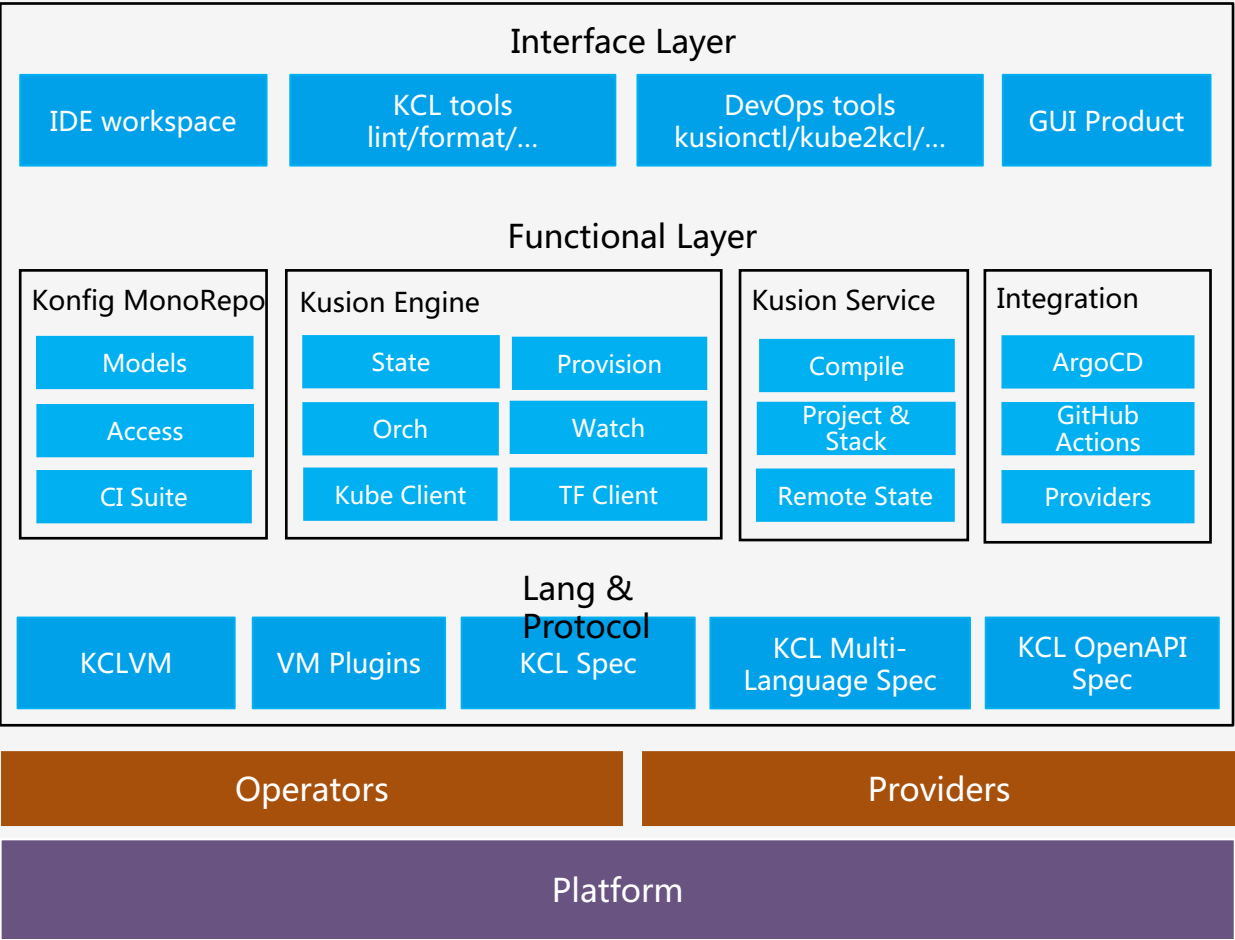 Interface Layer
IDE workspace
KCL tools
lint/format/...
DevOps tools
kusionctl/kube2kcl/...
GUI Product
Functional Layer
Konfig MonoRepo
Models
Access
CI Suite
Kusion Engine
State
Provision
Orch
Watch
Kube Client
TF Client
Kusion Service
Compile
Project &
Stack
Remote State
Integration
ArgoCD
GitHub
Actions
Providers
Lang &
Protocol
KCLVM
VM Plugins
KCL Spec
KCL Multi-
Language Spec
KCL OpenAPI
Spec
Operators
Providers
Platform